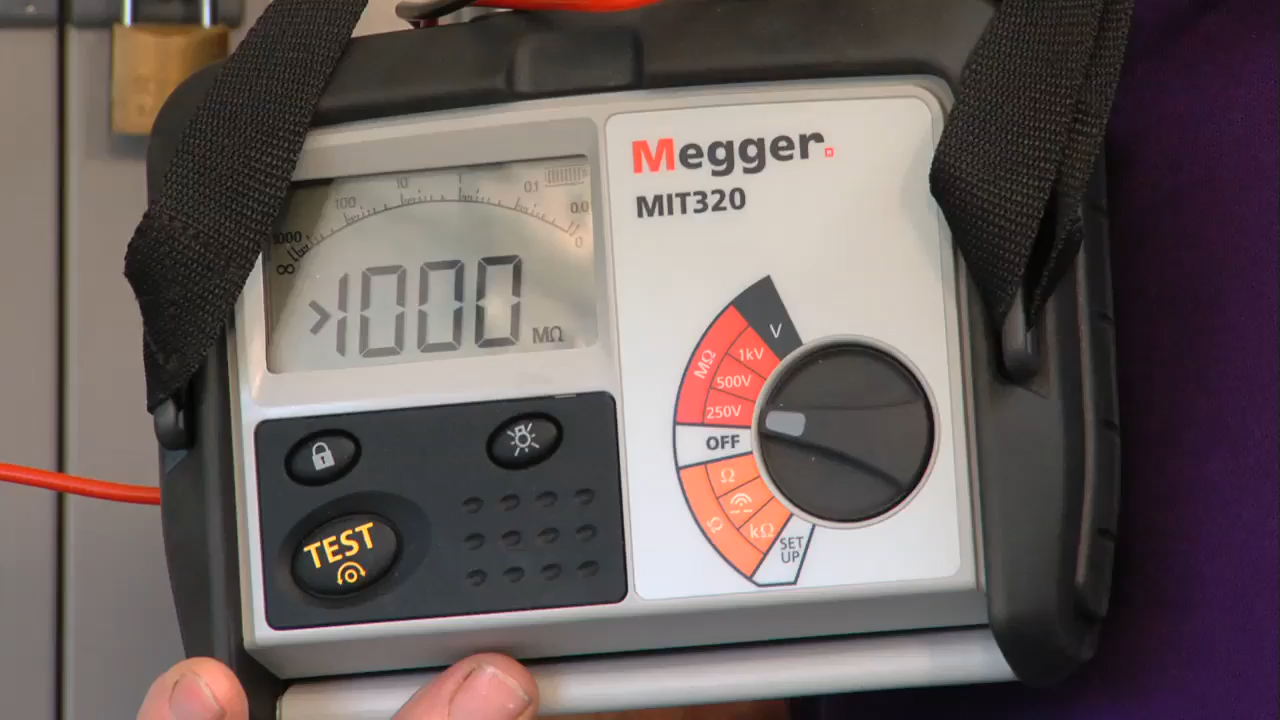 Megger.
MIT320
1000 100 10 1 0.1 0.0
∞ 0
>1000 MΩ
V
MΩ
1kV
500V
250V
OFF
Ω
Ω
kΩ
SET
UP
TEST